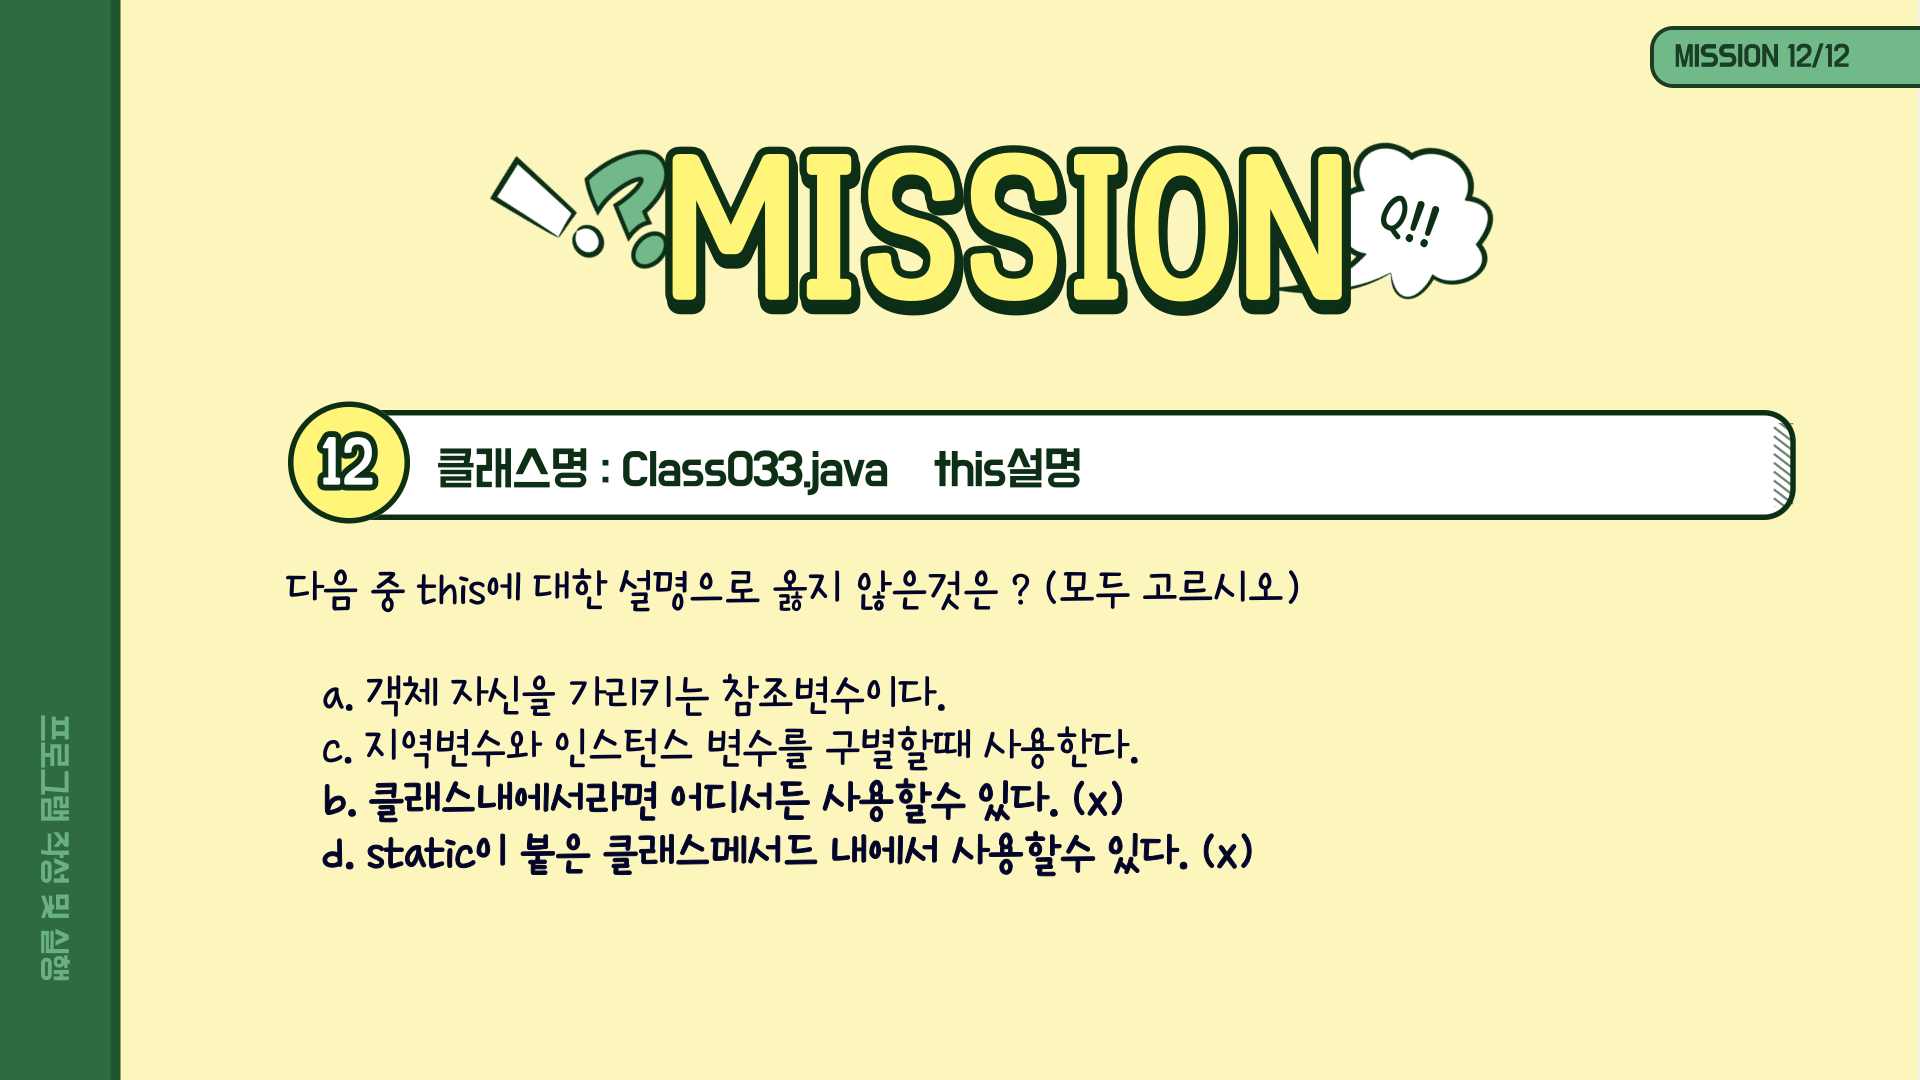 MISSION 12/12
MISSION
Q!!
12
클래스명 : Class033.java this설명
다음 중 this에 대한 설명으로 옳지 않은것은 ? (모두 고르시오)
a. 객체 자신을 가리키는 참조변수이다.
c. 지역변수와 인스턴스 변수를 구별할때 사용한다.
b. 클래스내에서라면 어디서든 사용할수 있다. (x)
d. static이 붙은 클래스메서드 내에서 사용할수 있다. (x)
프로그램 작성 및 실행